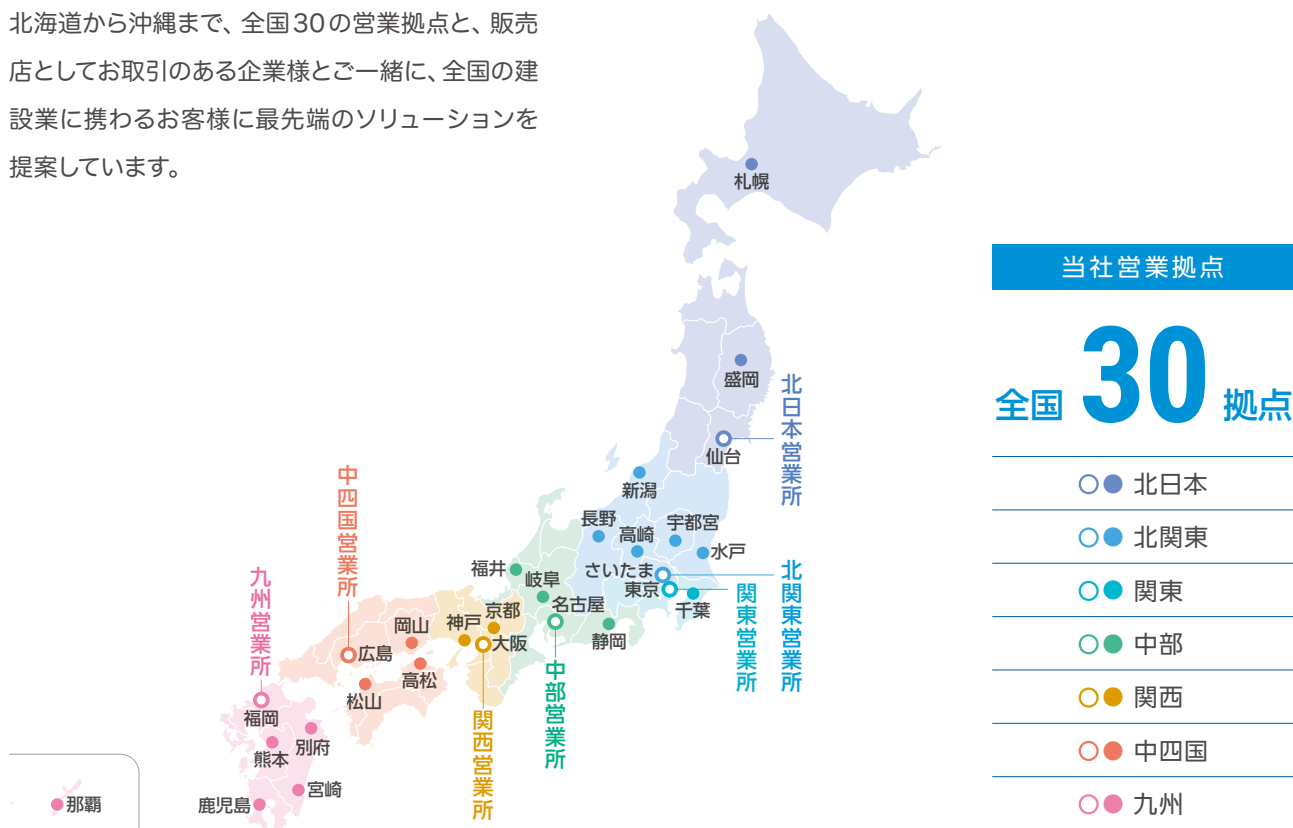 北海道から沖縄まで、全国30の営業拠点と、販売
店としてお取引のある企業様とご一緒に、全国の建
設業に携わるお客様に最先端のソリューションを
提案しています。
札幌
盛岡
仙台
北日本営業所
新潟
長野
高崎
宇都宮
水戸
さいたま
東京
千葉
北関東営業所
関東営業所
福井
岐阜
名古屋
静岡
中部営業所
神戸
京都
大阪
関西営業所
中四国営業所
岡山
広島
高松
松山
九州営業所
福岡
別府
熊本
宮崎
鹿児島
那覇
当社営業拠点
全国30拠点
北日本
北関東
関東
中部
関西
中四国
九州